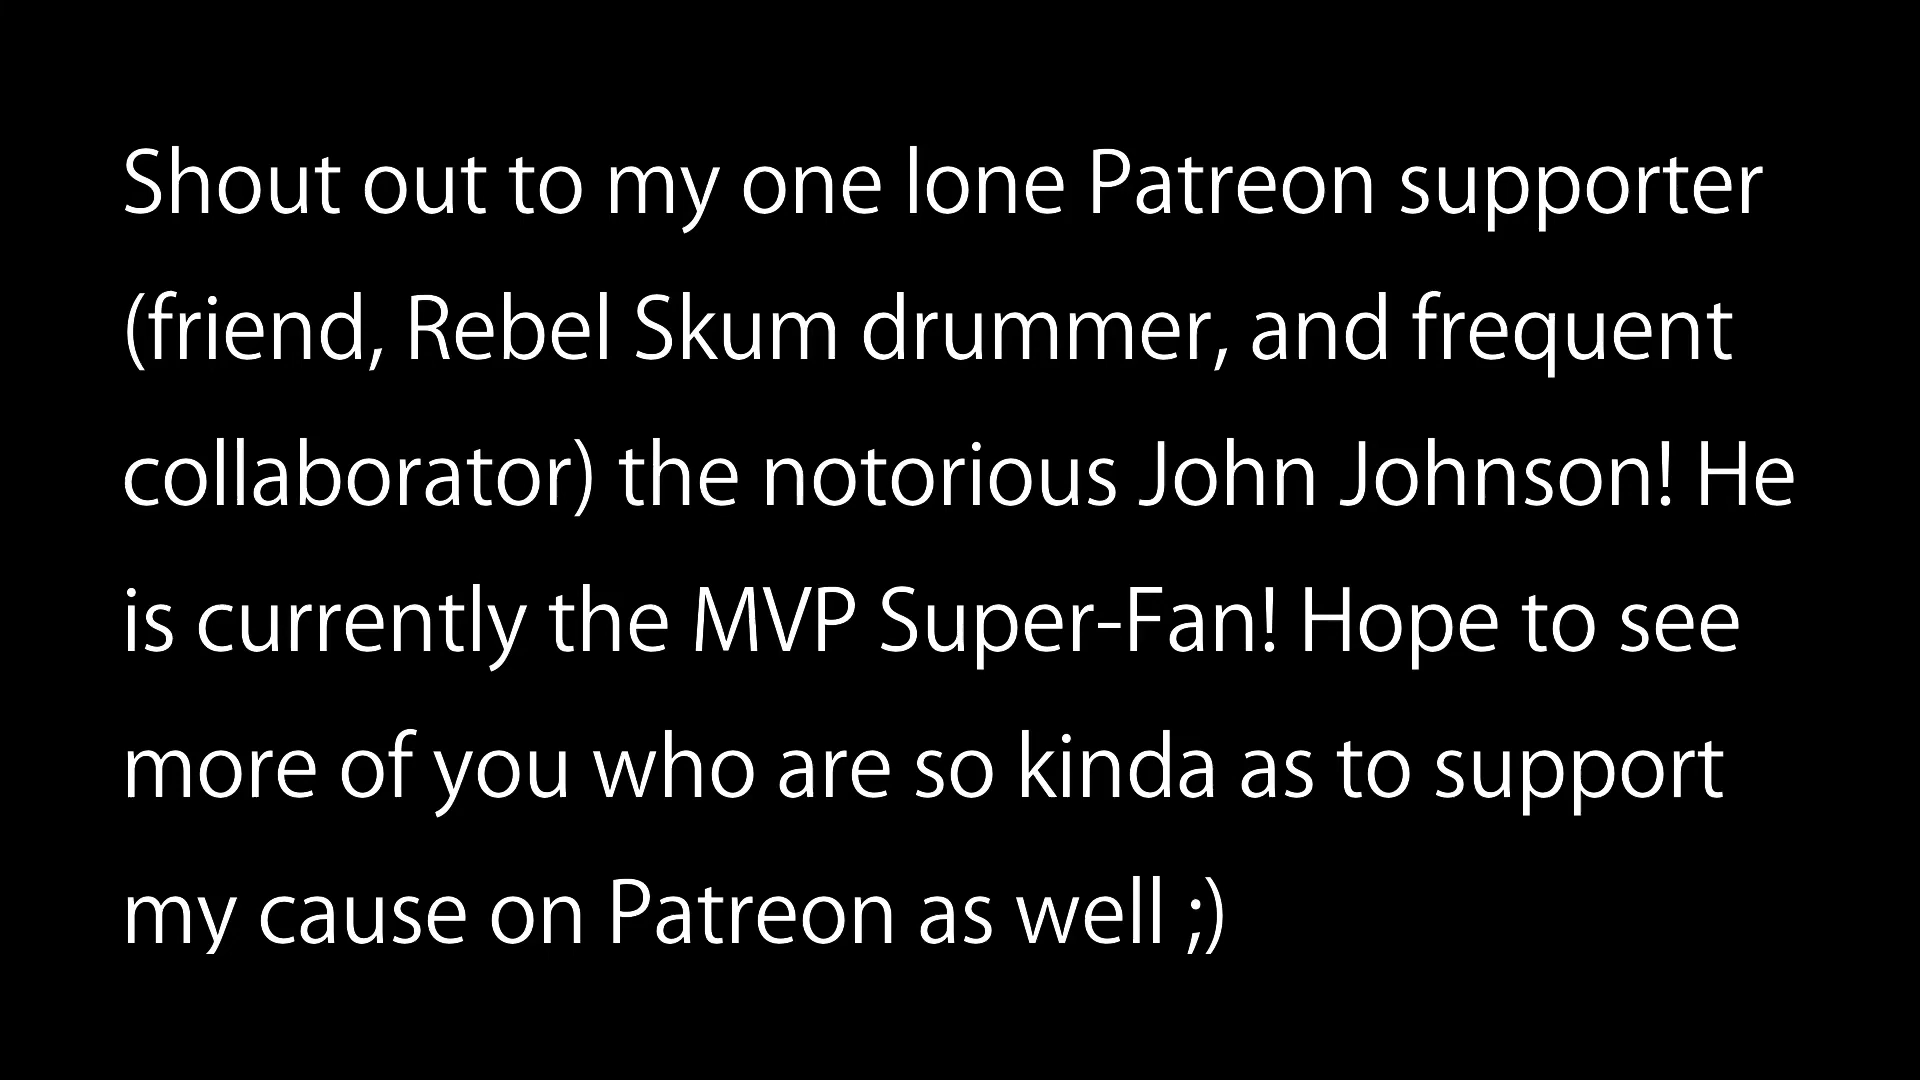 Shout out to my one lone Patreon supporter
(friend, Rebel Skum drummer, and frequent
collaborator) the notorious John Johnson! He
is currently the MVP Super-Fan! Hope to see
more of you who are so kinda as to support
my cause on Patreon as well ;)